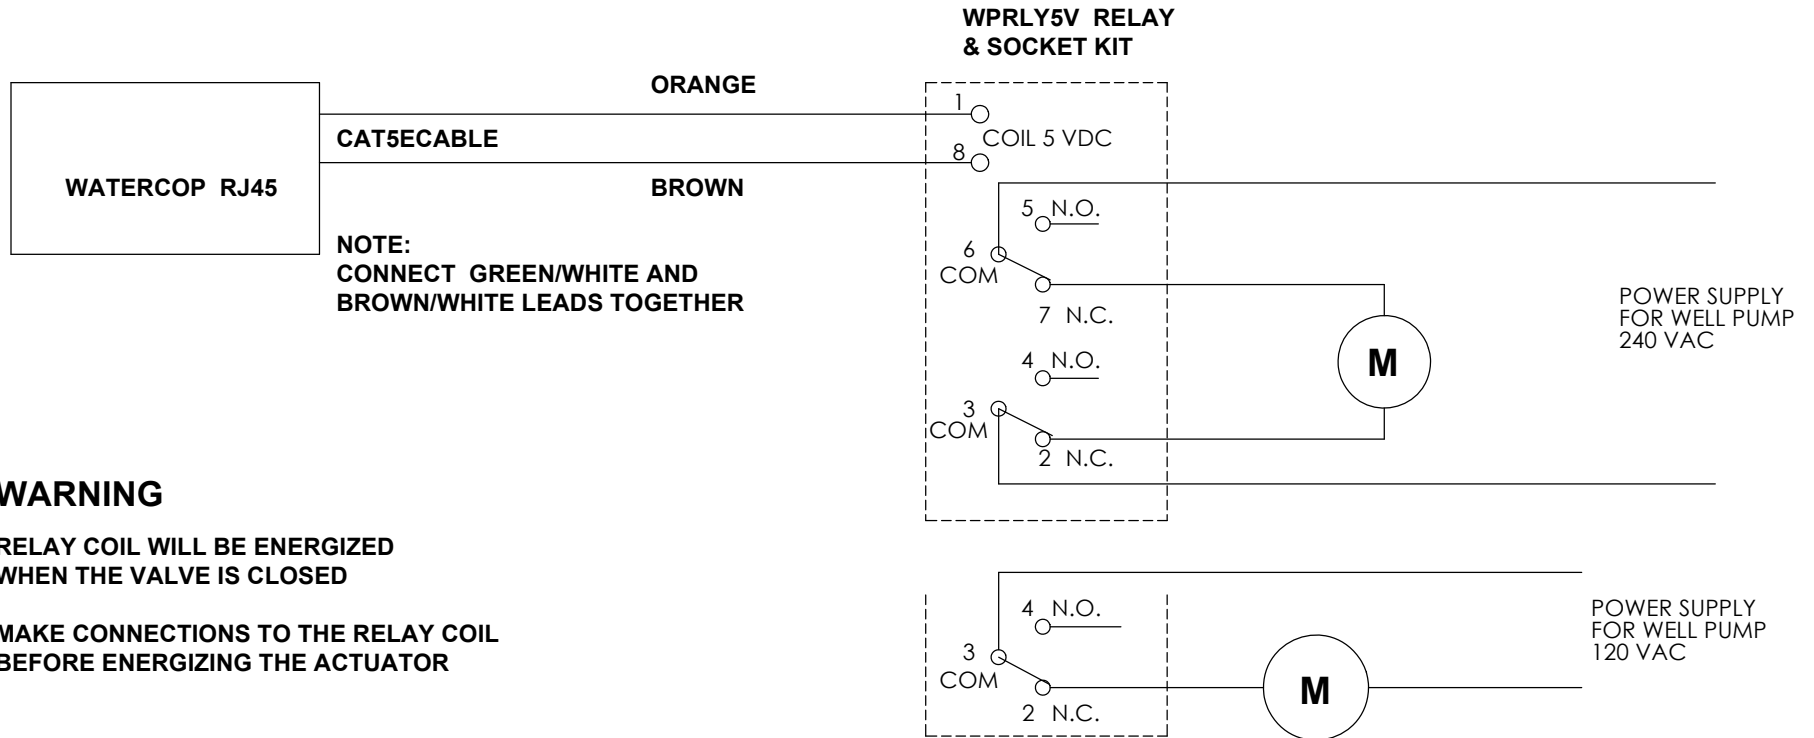 WPRLY5V RELAY
& SOCKET KIT
ORANGE
1
CAT5ECABLE
COIL 5 VDC
8
WATERCOP RJ45
BROWN
5 N.O.
NOTE:
CONNECT GREEN/WHITE AND
BROWN/WHITE LEADS TOGETHER
6
COM
7 N.C.
POWER SUPPLY
FOR WELL PUMP
240 VAC
M
4 N.O.
3
COM
2 N.C.
WARNING
RELAY COIL WILL BE ENERGIZED
WHEN THE VALVE IS CLOSED
MAKE CONNECTIONS TO THE RELAY COIL
BEFORE ENERGIZING THE ACTUATOR
4 N.O.
3
COM
2 N.C.
M
POWER SUPPLY
FOR WELL PUMP
120 VAC